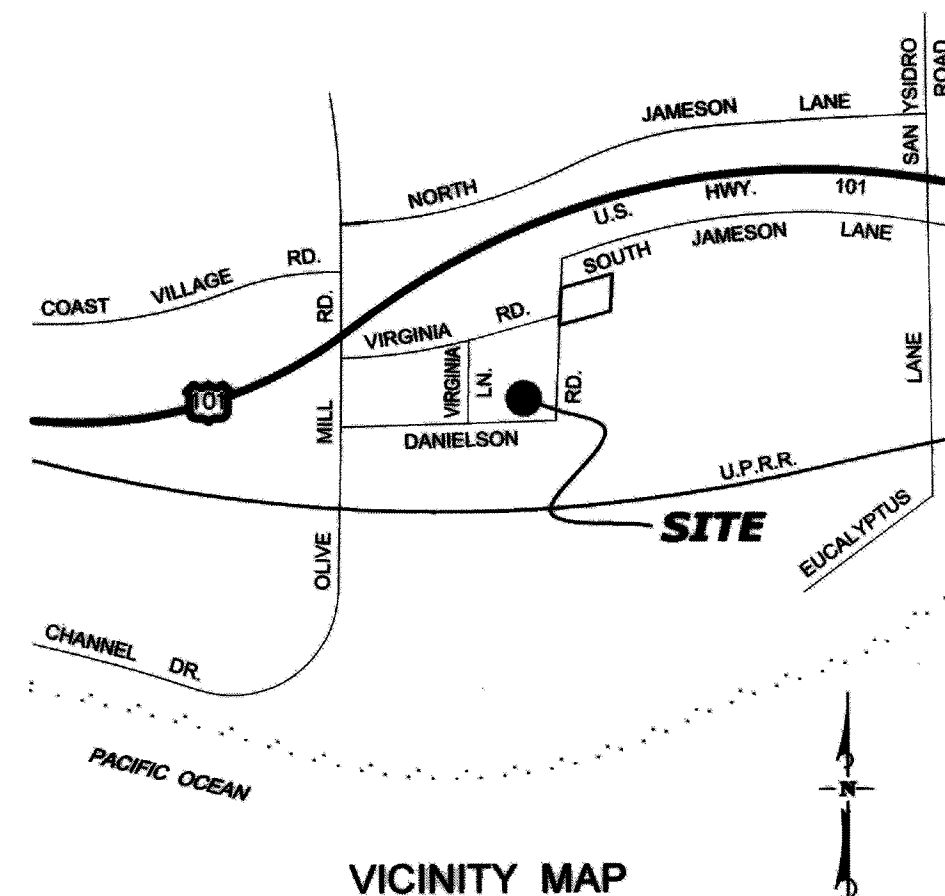 SAN YSIDRO
ROAD
JAMESON LANE
NORTH
U.S. HWY. 101
SOUTH JAMESON LANE
COAST VILLAGE RD.
VIRGINIA RD.
101
VIRGINIA
LN.
RD.
LANE
DANIELSON
OLIVE MILL RD.
U.P.R.R.
SITE
EUCALYPTUS
CHANNEL DR.
PACIFIC OCEAN
N
VICINITY MAP